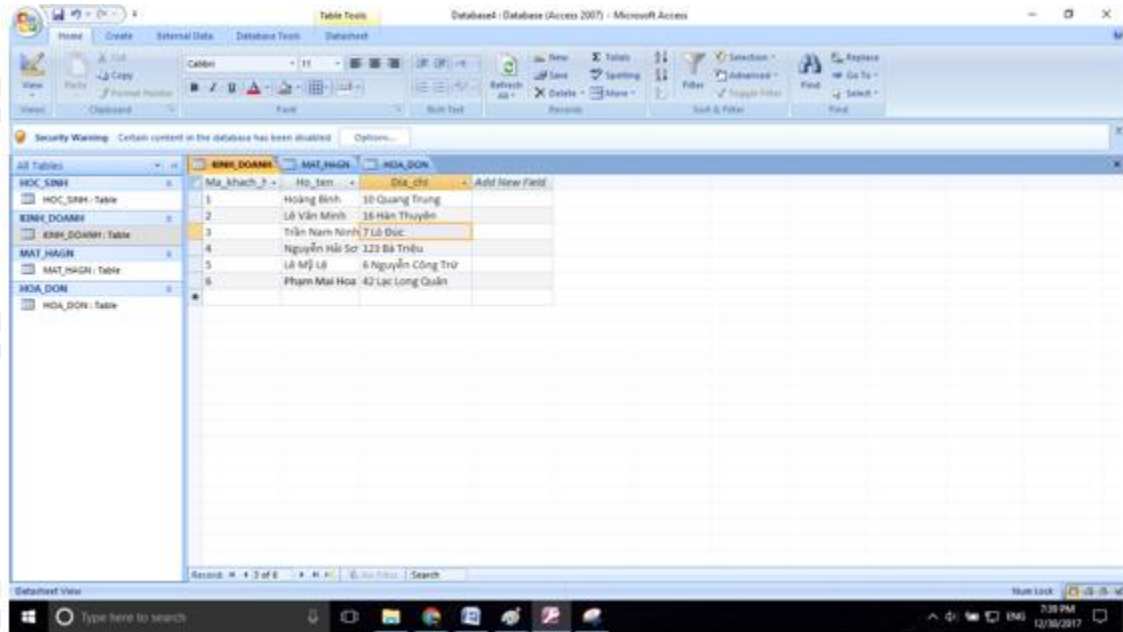 Table Tools
Database4 : Database (Access 2007) - Microsoft Access
Home Create External Data Database Tools Datasheet
View
Paste
Cut
Copy
Format Painter
Calibri 11
B I U A
Refresh All
New
Save
Delete
Totals
Spelling
More
Filter
Selection
Advanced
Toggle Filter
Find
Replace
Go To
Select
Views Clipboard Font Rich Text Records Sort & Filter Find
Security Warning Certain content in the database has been disabled Options...
All Tables
HOC_SINH
HOC_SINH : Table
KINH_DOANH
KINH_DOANH : Table
MAT_HAGN
MAT_HAGN : Table
HOA_DON
HOA_DON : Table
KINH_DOANH MAT_HAGN HOA_DON
Ma_khach_h Ho_ten Dia_chi Add New Field
1 Hoàng Bình 10 Quang Trung
2 Lê Văn Minh 16 Hàn Thuyên
3 Trần Nam Ninh 7 Lò Đúc
4 Nguyễn Hải Sơ 123 Bà Triệu
5 Lê Mỹ Lệ 6 Nguyễn Công Trứ
6 Phạm Mai Hoa 42 Lạc Long Quân
Record: 3 of 6 No Filter Search
Datasheet View Num Lock
Type here to search
ENG 7:39 PM
12/30/2017